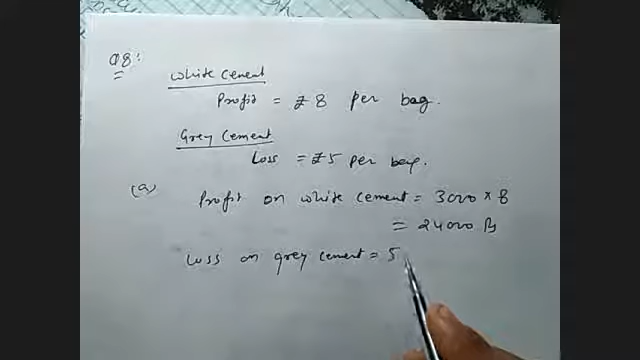 Q8:
White Cement
Profit = ₹8 per bag.
Grey Cement
Loss = ₹5 per bag.
(a) Profit on white cement = 3000 × 8
= 24000 Rs
Loss on grey cement = 5